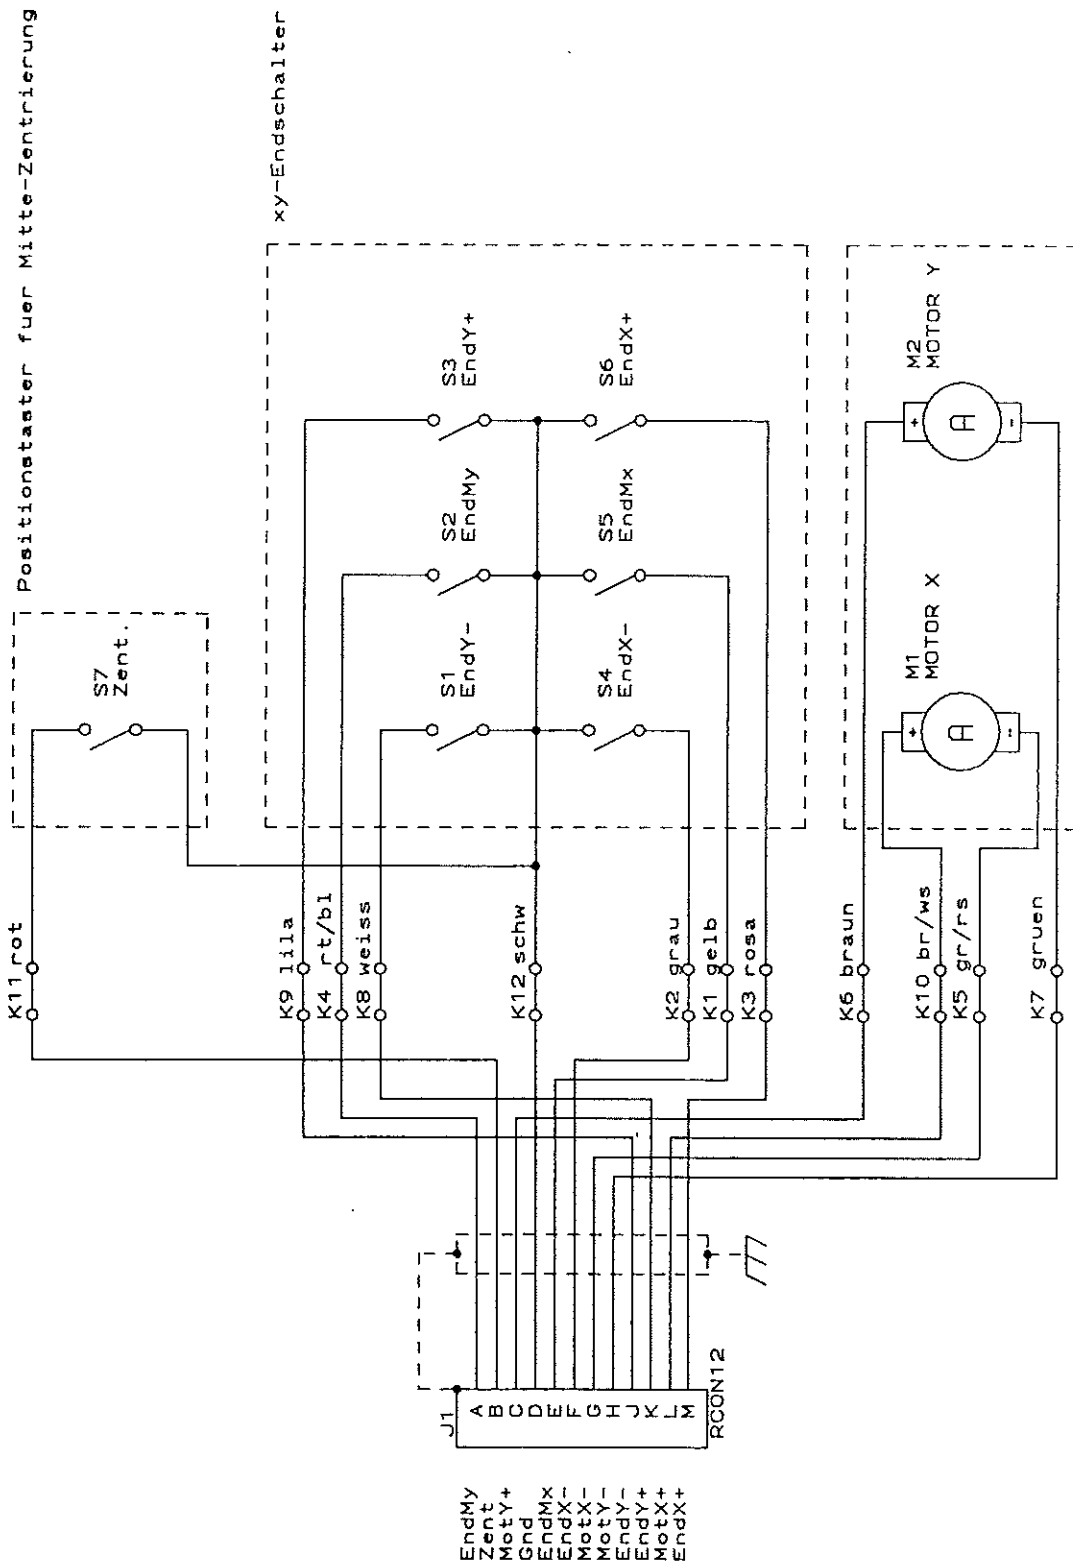 Positionstaster fuer Mitte-Zentrierung
S7
Zent.
K11 rot
xy-Endschalter
S1
EndY-
S2
EndMy
S3
EndY+
S4
EndX-
S5
EndMx
S6
EndX+
K9 lila
K4 rt/bl
K8 weiss
K12 schw
K2 grau
K1 gelb
K3 rosa
K6 braun
K10 br/ws
K5 gr/rs
K7 gruen
M1
MOTOR X
+
A
-
M2
MOTOR Y
+
A
-
J1
A
B
C
D
E
F
G
H
J
K
L
M
RCON12
EndMy
Zent
MotY+
Gnd
EndMx
EndX-
MotX-
MotY-
EndY-
EndY+
MotX+
EndX+